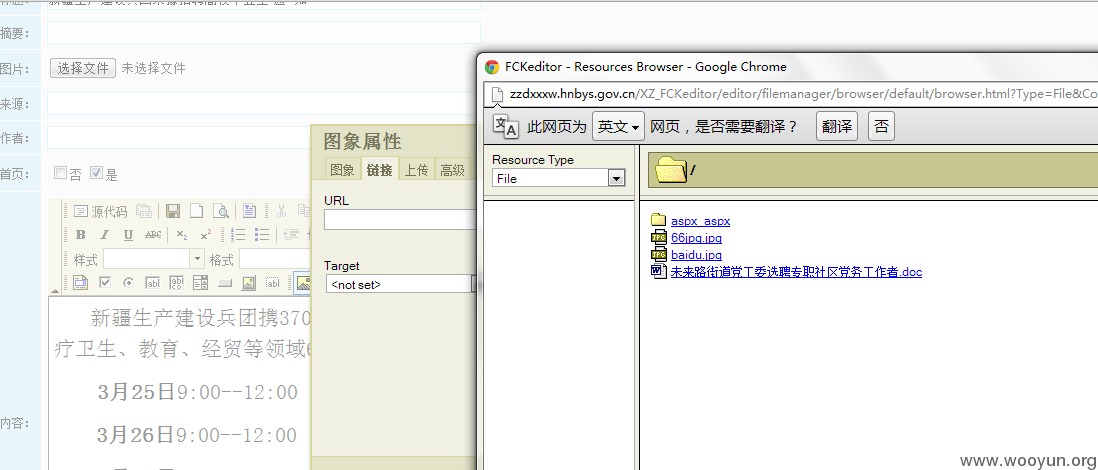 摘要:
图片: 选择文件 未选择文件
来源:
作者:
首页: 否 是
源代码
B I U ABC ×₂ ×²
样式 格式
新疆生产建设兵团携370
疗卫生、教育、经贸等领域6
3月25日9:00--12:00
3月26日9:00--12:00
内容:
图象属性
图象 链接 上传 高级
URL
Target
<not set>
FCKeditor - Resources Browser - Google Chrome
zzdxxxw.hnbys.gov.cn/XZ_FCKeditor/editor/filemanager/browser/default/browser.html?Type=File&Co
此网页为 英文 网页，是否需要翻译？ 翻译 否
Resource Type
File
/
aspx_aspx
66jpg.jpg
baidu.jpg
未来路街道党工委选聘专职社区党务工作者.doc
www.wooyun.org